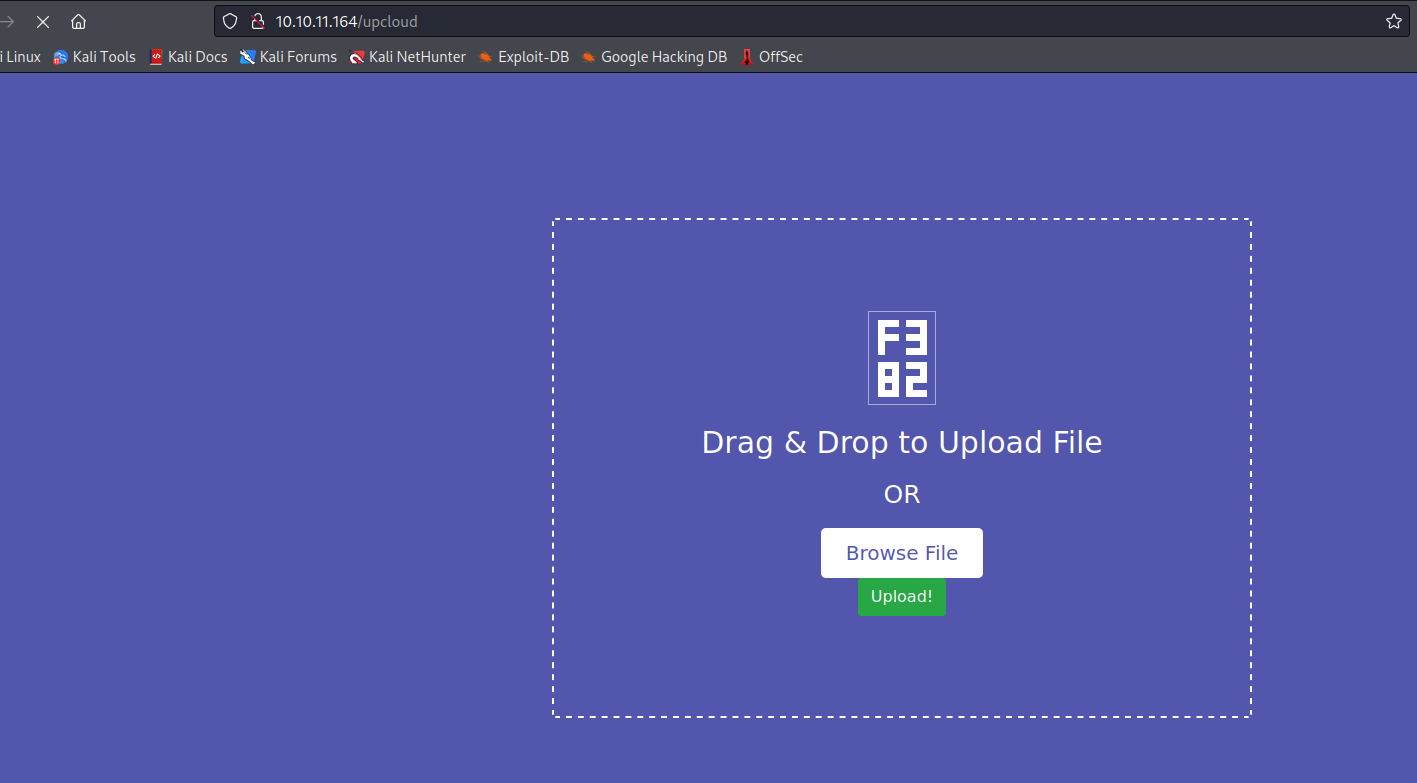 10.10.11.164/upcloud
i Linux Kali Tools Kali Docs Kali Forums Kali NetHunter Exploit-DB Google Hacking DB OffSec
F3
82
Drag & Drop to Upload File
OR
Browse File
Upload!